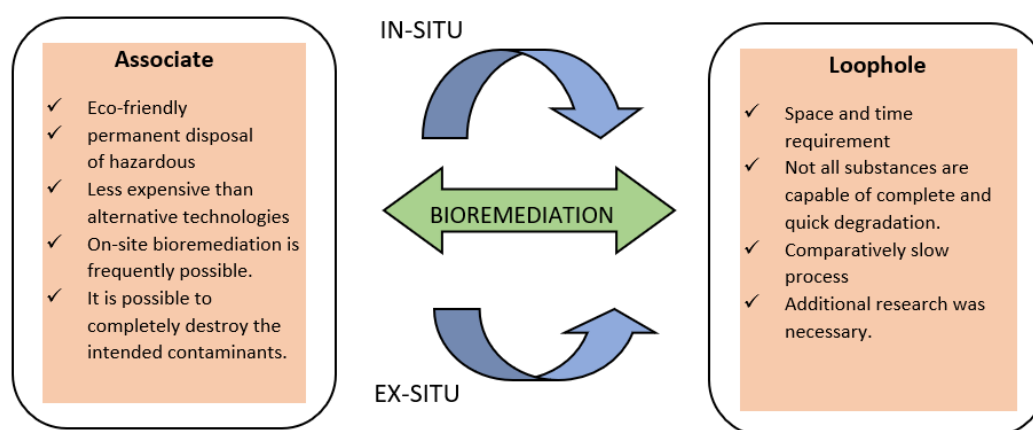 Associate
✓ Eco-friendly
✓ permanent disposal
of hazardous
✓ Less expensive than
alternative technologies
✓ On-site bioremediation is
frequently possible.
✓ It is possible to
completely destroy the
intended contaminants.
IN-SITU
BIOREMEDIATION
EX-SITU
Loophole
✓ Space and time
requirement
✓ Not all substances are
capable of complete and
quick degradation.
✓ Comparatively slow
process
✓ Additional research was
necessary.